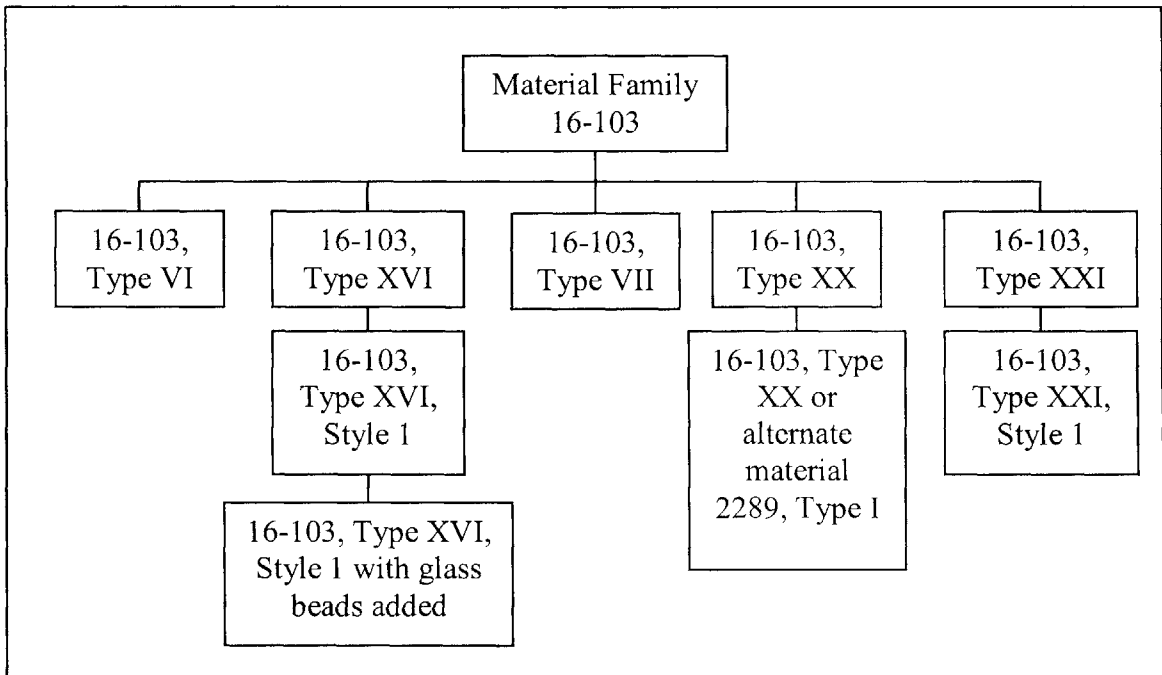 Material Family
16-103
16-103,
Type VI
16-103,
Type XVI
16-103,
Type VII
16-103,
Type XX
16-103,
Type XXI
16-103,
Type XVI,
Style 1
16-103, Type
XX or
alternate
material
2289, Type I
16-103,
Type XXI,
Style 1
16-103, Type XVI,
Style 1 with glass
beads added